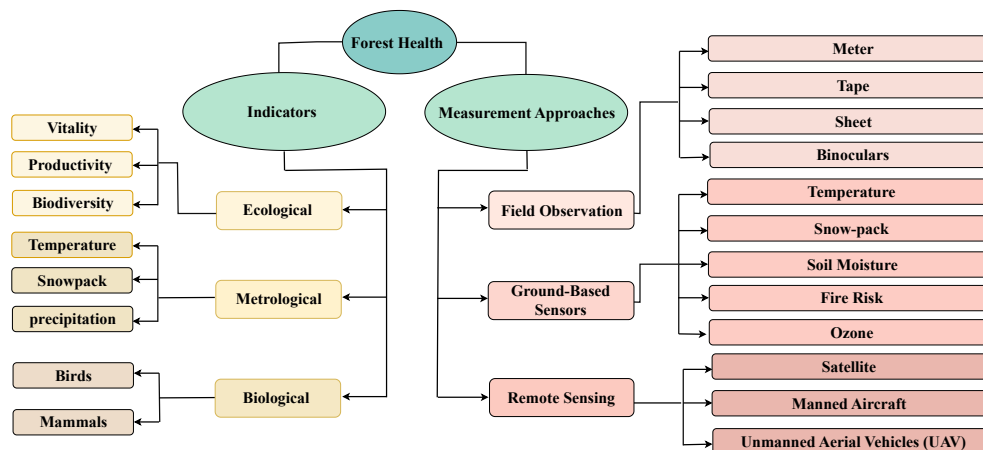 Forest Health
Indicators
Measurement Approaches
Vitality
Productivity
Biodiversity
Ecological
Temperature
Snowpack
precipitation
Metrological
Birds
Mammals
Biological
Field Observation
Meter
Tape
Sheet
Binoculars
Ground-Based
Sensors
Temperature
Snow-pack
Soil Moisture
Fire Risk
Ozone
Remote Sensing
Satellite
Manned Aircraft
Unmanned Aerial Vehicles (UAV)